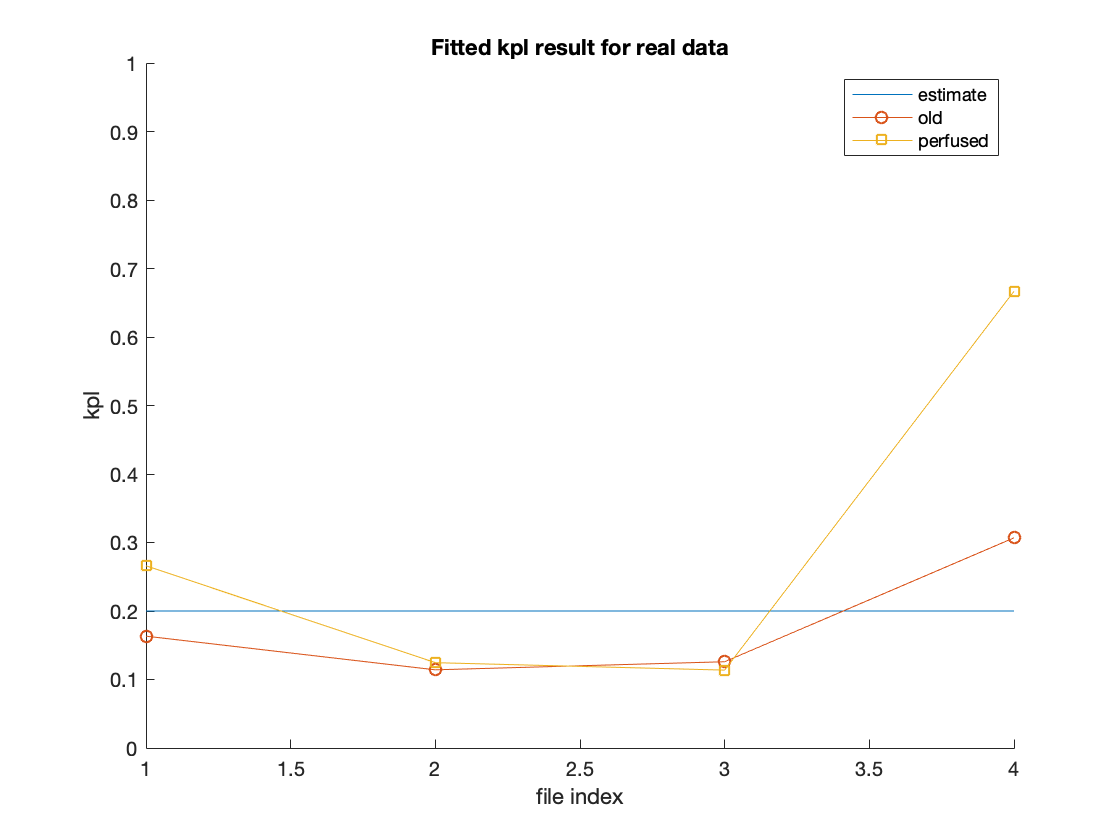 Fitted kpl result for real data
1
0.9
0.8
0.7
0.6
0.5
0.4
0.3
0.2
0.1
0
kpl
estimate
old
perfused
1 1.5 2 2.5 3 3.5 4
file index